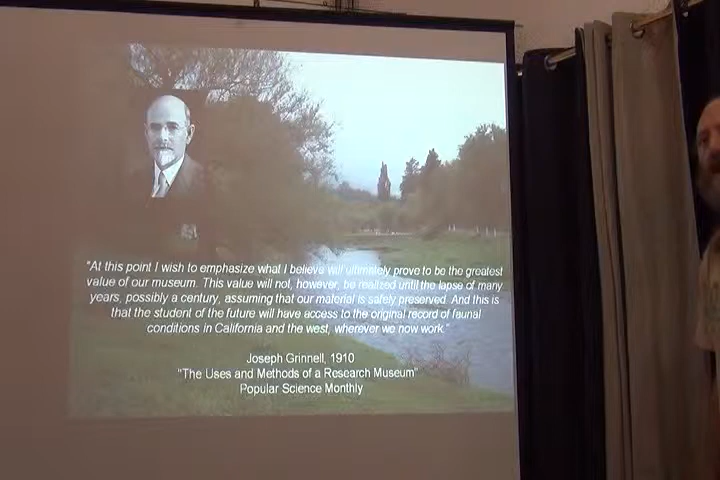 "At this point I wish to emphasize what I believe will ultimately prove to be the greatest
value of our museum. This value will not, however, be realized until the lapse of many
years, possibly a century, assuming that our material is safely preserved. And this is
that the student of the future will have access to the original record of faunal
conditions in California and the west, wherever we now work."
Joseph Grinnell, 1910
"The Uses and Methods of a Research Museum"
Popular Science Monthly